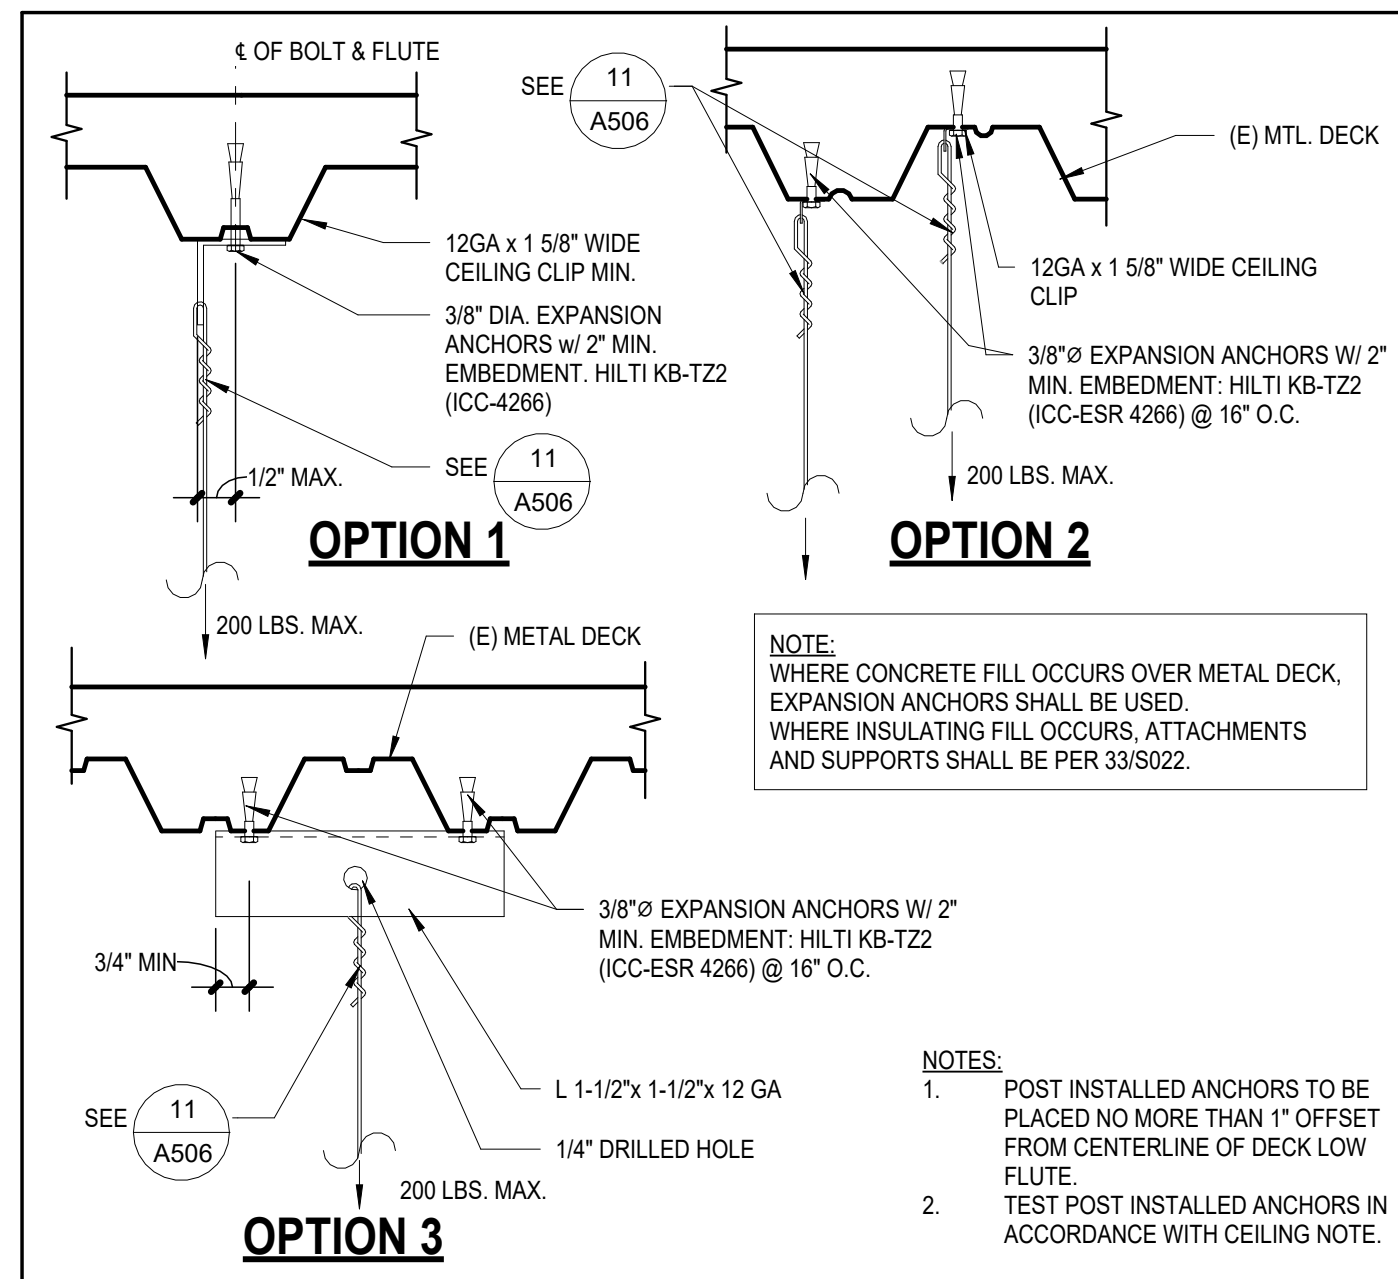 ℄ OF BOLT & FLUTE
12GA x 1 5/8" WIDE
CEILING CLIP MIN.
3/8" DIA. EXPANSION
ANCHORS w/ 2" MIN.
EMBEDMENT. HILTI KB-TZ2
(ICC-4266)
SEE
11
A506
1/2" MAX.
OPTION 1
200 LBS. MAX.
SEE
11
A506
(E) MTL. DECK
12GA x 1 5/8" WIDE CEILING
CLIP
3/8"Ø EXPANSION ANCHORS W/ 2"
MIN. EMBEDMENT: HILTI KB-TZ2
(ICC-ESR 4266) @ 16" O.C.
200 LBS. MAX.
OPTION 2
NOTE:
WHERE CONCRETE FILL OCCURS OVER METAL DECK,
EXPANSION ANCHORS SHALL BE USED.
WHERE INSULATING FILL OCCURS, ATTACHMENTS
AND SUPPORTS SHALL BE PER 33/S022.
(E) METAL DECK
3/8"Ø EXPANSION ANCHORS W/ 2"
MIN. EMBEDMENT: HILTI KB-TZ2
(ICC-ESR 4266) @ 16" O.C.
3/4" MIN
L 1-1/2"x 1-1/2"x 12 GA
SEE
11
A506
1/4" DRILLED HOLE
200 LBS. MAX.
OPTION 3
NOTES:
1. POST INSTALLED ANCHORS TO BE
PLACED NO MORE THAN 1" OFFSET
FROM CENTERLINE OF DECK LOW
FLUTE.
2. TEST POST INSTALLED ANCHORS IN
ACCORDANCE WITH CEILING NOTE.